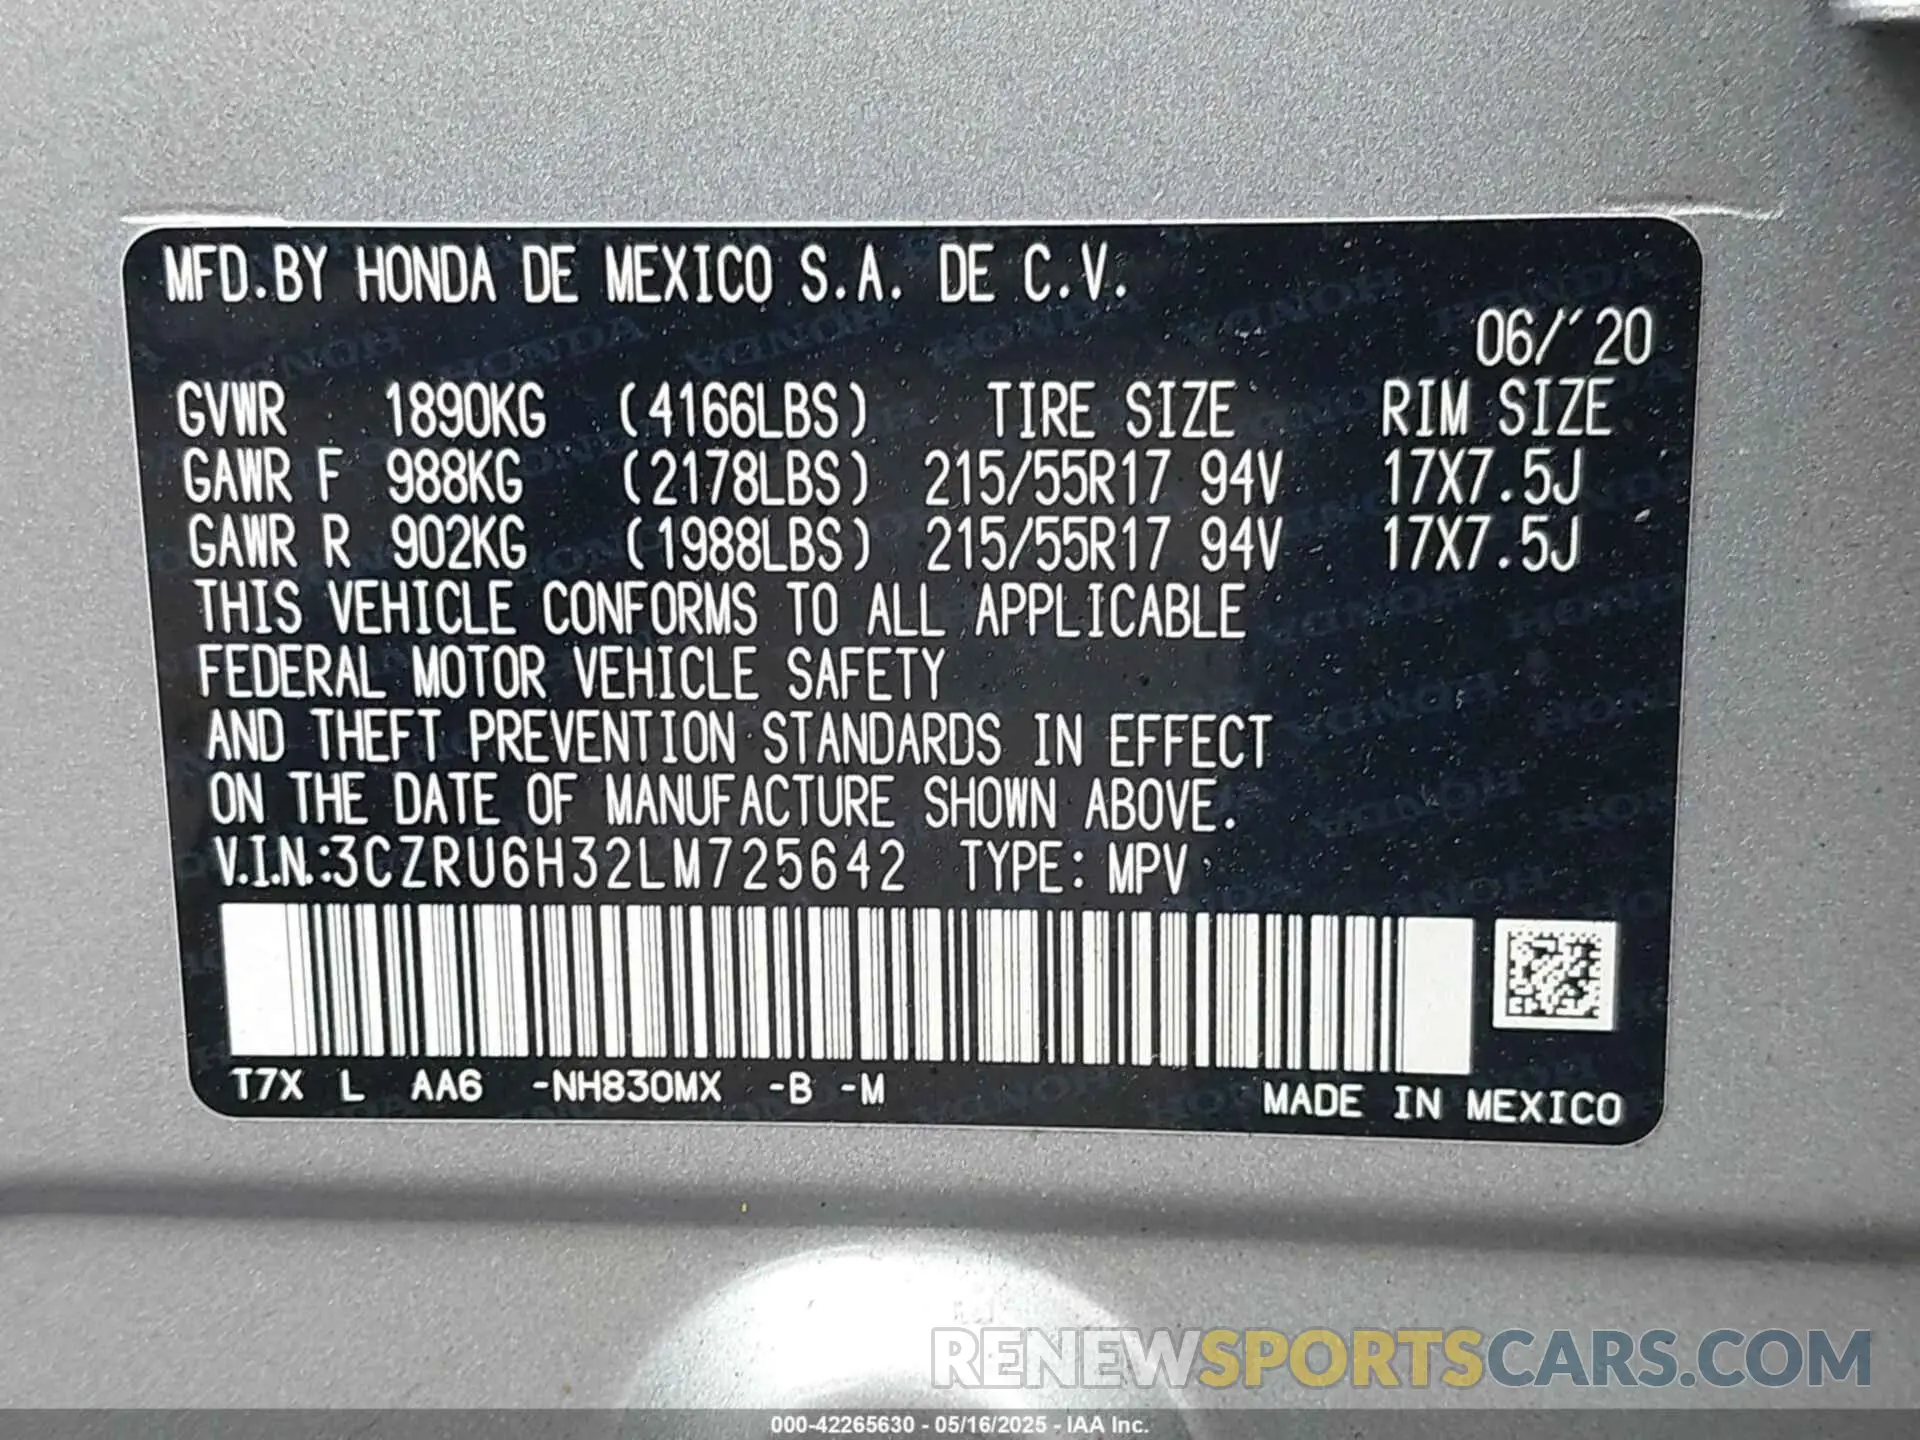 MFD.BY HONDA DE MEXICO S.A. DE C.V.
06/'20
GVWR 1890KG (4166LBS) TIRE SIZE RIM SIZE
GAWR F 988KG (2178LBS) 215/55R17 94V 17X7.5J
GAWR R 902KG (1988LBS) 215/55R17 94V 17X7.5J
THIS VEHICLE CONFORMS TO ALL APPLICABLE
FEDERAL MOTOR VEHICLE SAFETY
AND THEFT PREVENTION STANDARDS IN EFFECT
ON THE DATE OF MANUFACTURE SHOWN ABOVE.
V.I.N.:3CZRU6H32LM725642 TYPE: MPV
T7X L AA6 -NH830MX -B -M
MADE IN MEXICO
RENEWSPORTSCARS.COM
000-42265630 - 05/16/2025 - IAA Inc.